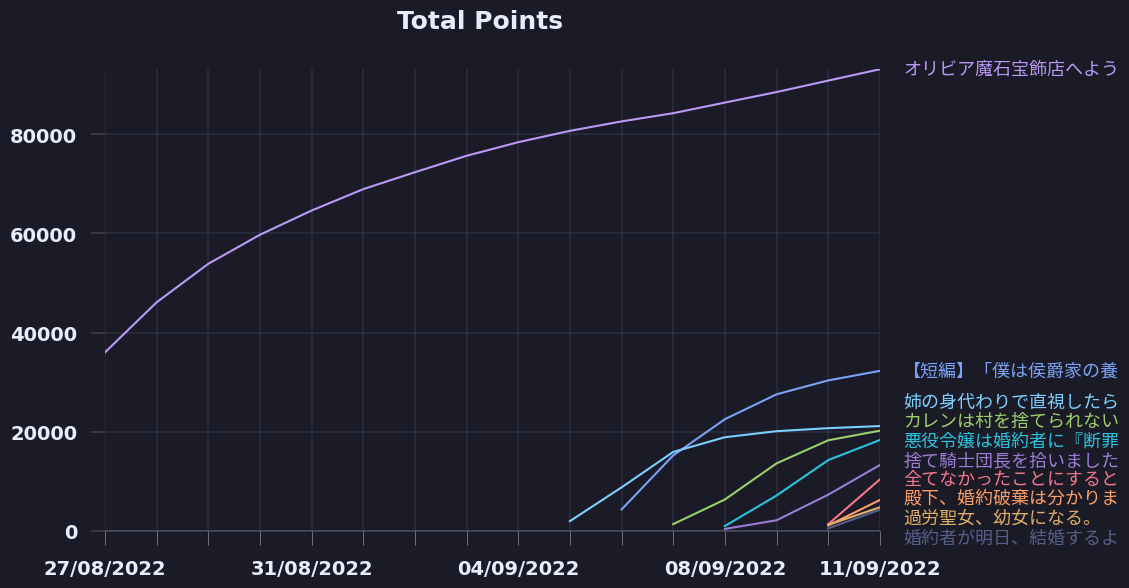 Total Points
オリビア魔石宝飾店へよう
80000
60000
40000
【短編】「僕は侯爵家の養
姉の身代わりで直視したら
カレンは村を捨てられない
20000
悪役令嬢は婚約者に『断罪
捨て騎士団長を拾いました
全てなかったことにすると
殿下、婚約破棄は分かりま
過労聖女、幼女になる。
0
婚約者が明日、結婚するよ
27/08/2022 31/08/2022 04/09/2022 08/09/2022 11/09/2022